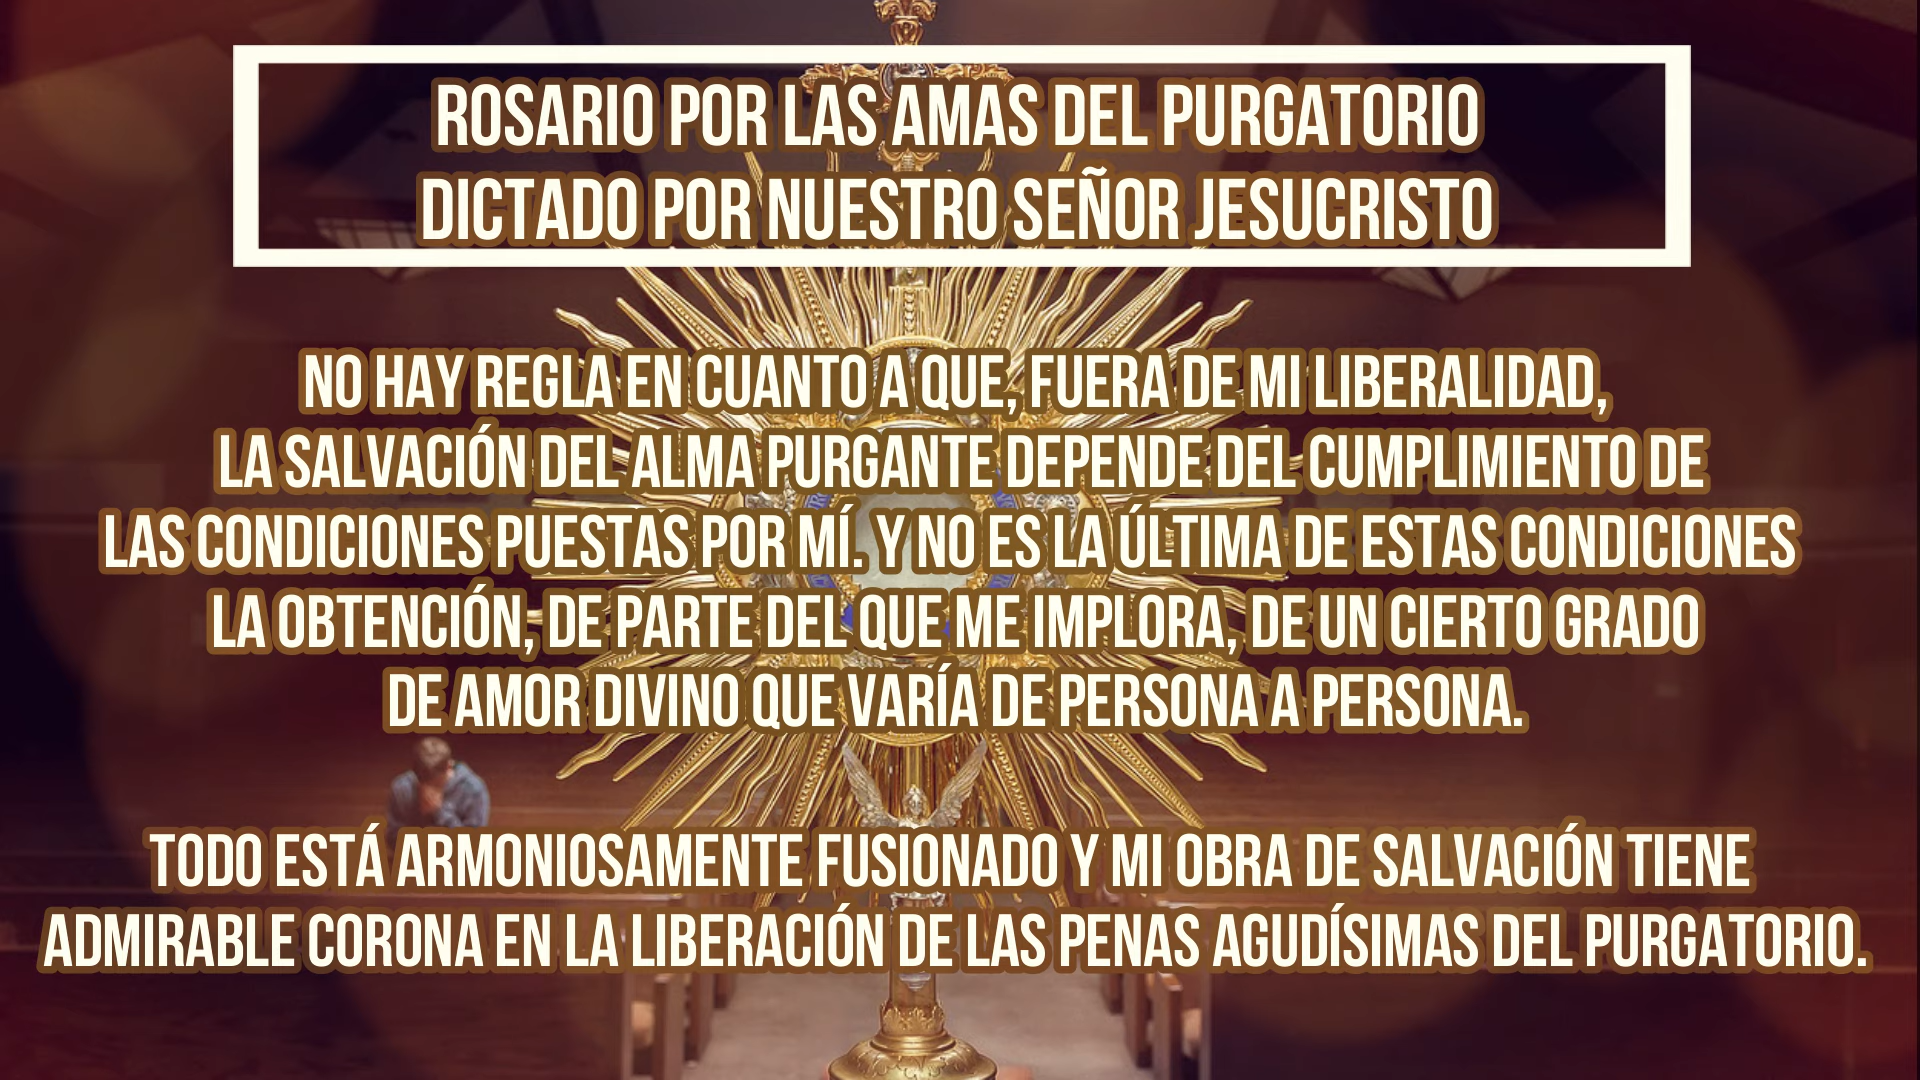 ROSARIO POR LAS AMAS DEL PURGATORIO
DICTADO POR NUESTRO SEÑOR JESUCRISTO
NO HAY REGLA EN CUANTO A QUE, FUERA DE MI LIBERALIDAD,
LA SALVACIÓN DEL ALMA PURGANTE DEPENDE DEL CUMPLIMIENTO DE
LAS CONDICIONES PUESTAS POR MÍ. Y NO ES LA ÚLTIMA DE ESTAS CONDICIONES
LA OBTENCIÓN, DE PARTE DEL QUE ME IMPLORA, DE UN CIERTO GRADO
DE AMOR DIVINO QUE VARÍA DE PERSONA A PERSONA.
TODO ESTÁ ARMONIOSAMENTE FUSIONADO Y MI OBRA DE SALVACIÓN TIENE
ADMIRABLE CORONA EN LA LIBERACIÓN DE LAS PENAS AGUDÍSIMAS DEL PURGATORIO.